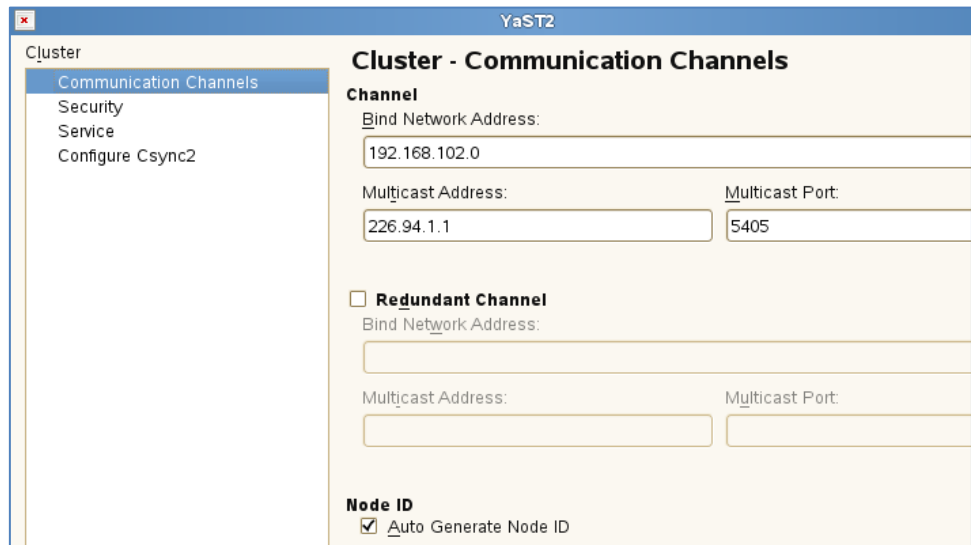 YaST2
Cluster
Communication Channels
Security
Service
Configure Csync2
Cluster - Communication Channels
Channel
Bind Network Address:
192.168.102.0
Multicast Address: Multicast Port:
226.94.1.1 5405
Redundant Channel
Bind Network Address:
Multicast Address: Multicast Port:
Node ID
Auto Generate Node ID